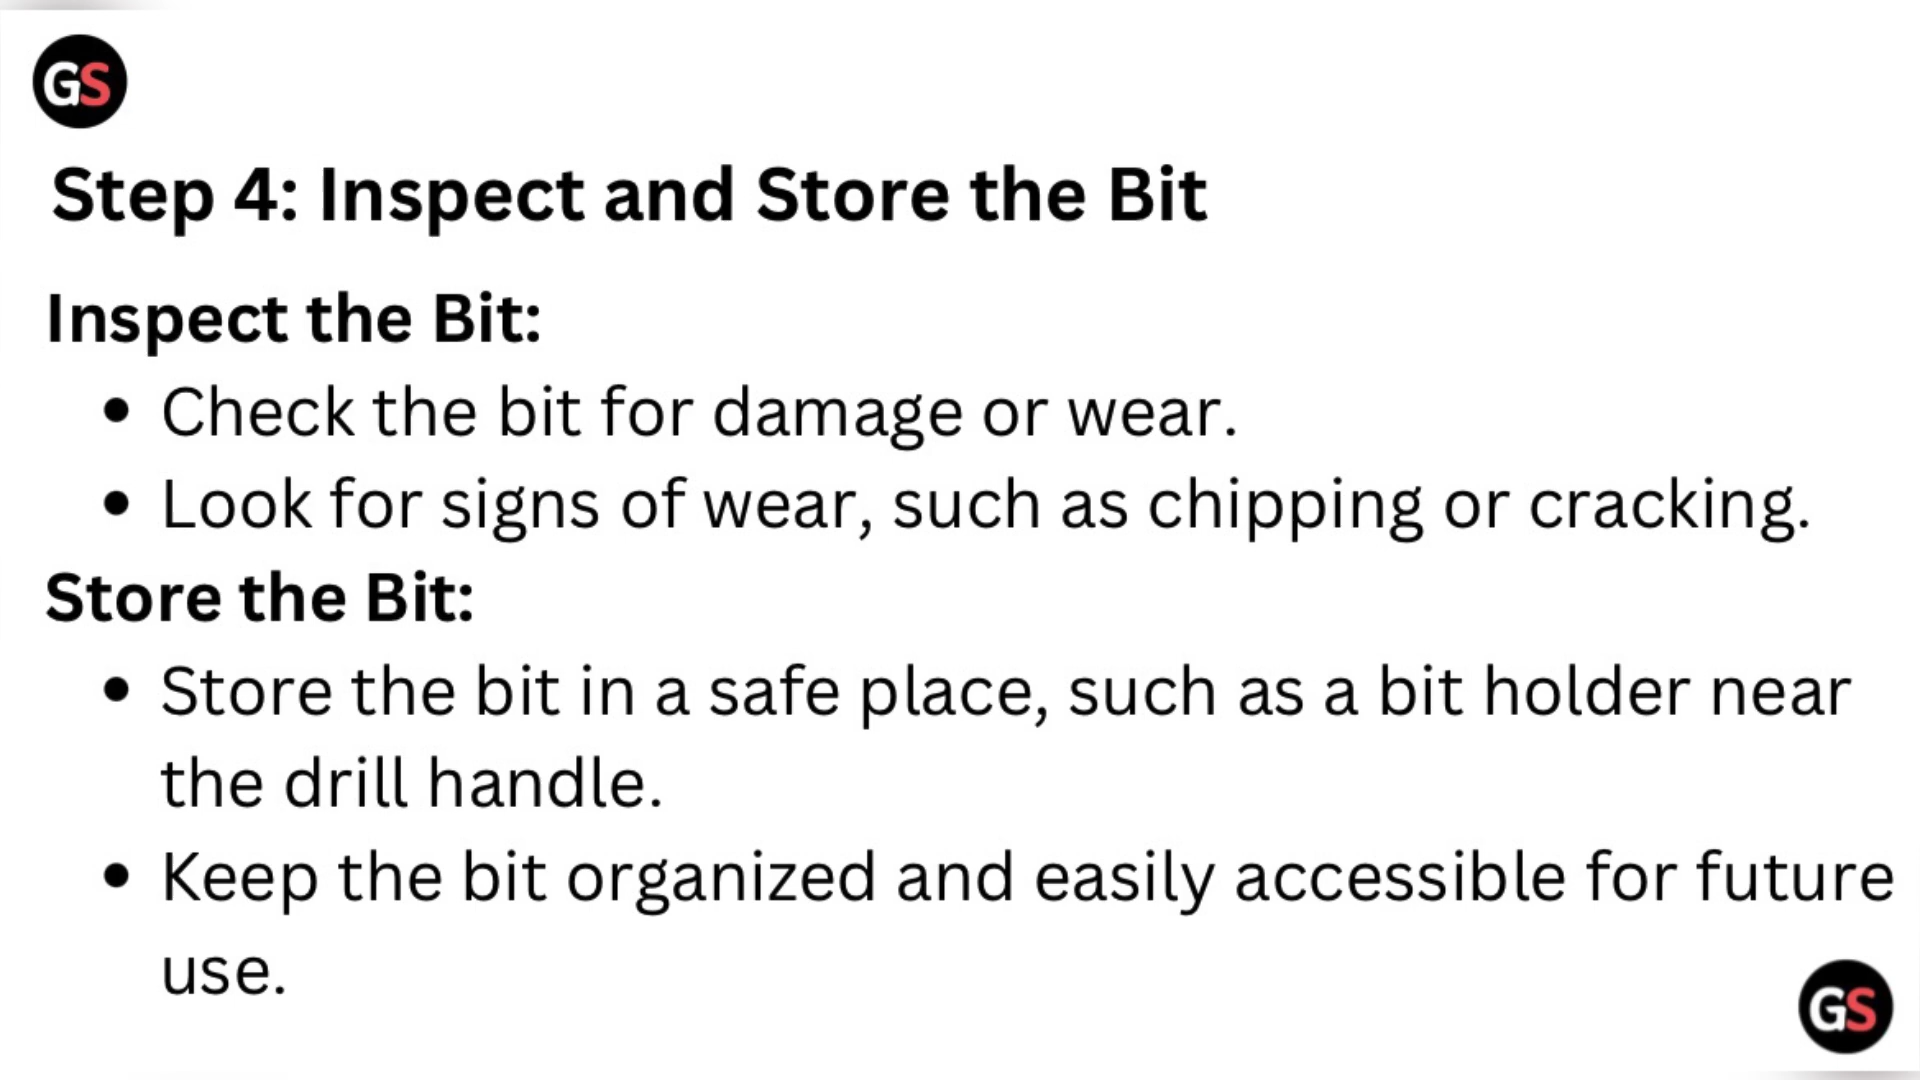 GS
Step 4: Inspect and Store the Bit
Inspect the Bit:
• Check the bit for damage or wear.
• Look for signs of wear, such as chipping or cracking.
Store the Bit:
• Store the bit in a safe place, such as a bit holder near
the drill handle.
• Keep the bit organized and easily accessible for future
use.
GS